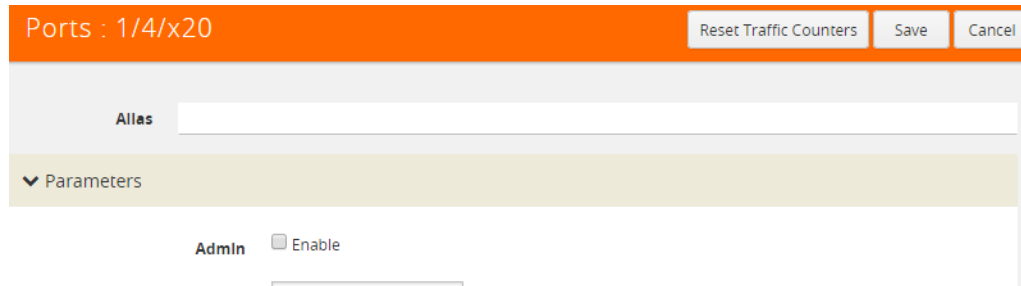 Ports : 1/4/x20
Reset Traffic Counters
Save
Cancel
Alias
Parameters
Admin
Enable